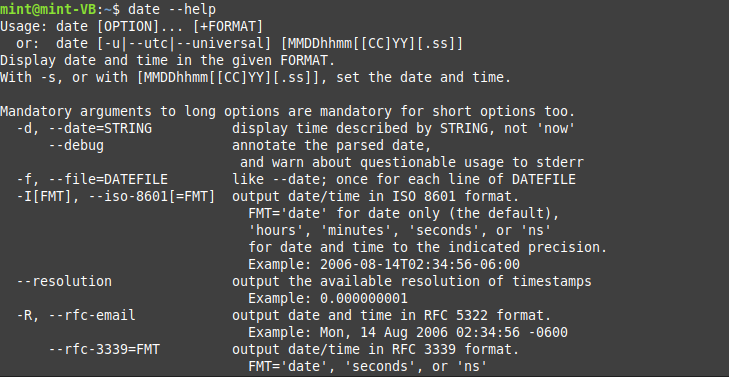 mint@mint-VB:~$ date --help
Usage: date [OPTION]... [+FORMAT]
  or:  date [-u|--utc|--universal] [MMDDhhmm[[CC]YY][.ss]]
Display date and time in the given FORMAT.
With -s, or with [MMDDhhmm[[CC]YY][.ss]], set the date and time.

Mandatory arguments to long options are mandatory for short options too.
  -d, --date=STRING          display time described by STRING, not 'now'
      --debug                annotate the parsed date,
                              and warn about questionable usage to stderr
  -f, --file=DATEFILE        like --date; once for each line of DATEFILE
  -I[FMT], --iso-8601[=FMT]  output date/time in ISO 8601 format.
                               FMT='date' for date only (the default),
                               'hours', 'minutes', 'seconds', or 'ns'
                               for date and time to the indicated precision.
                               Example: 2006-08-14T02:34:56-06:00
  --resolution               output the available resolution of timestamps
                               Example: 0.000000001
  -R, --rfc-email            output date and time in RFC 5322 format.
                               Example: Mon, 14 Aug 2006 02:34:56 -0600
      --rfc-3339=FMT         output date/time in RFC 3339 format.
                               FMT='date', 'seconds', or 'ns'